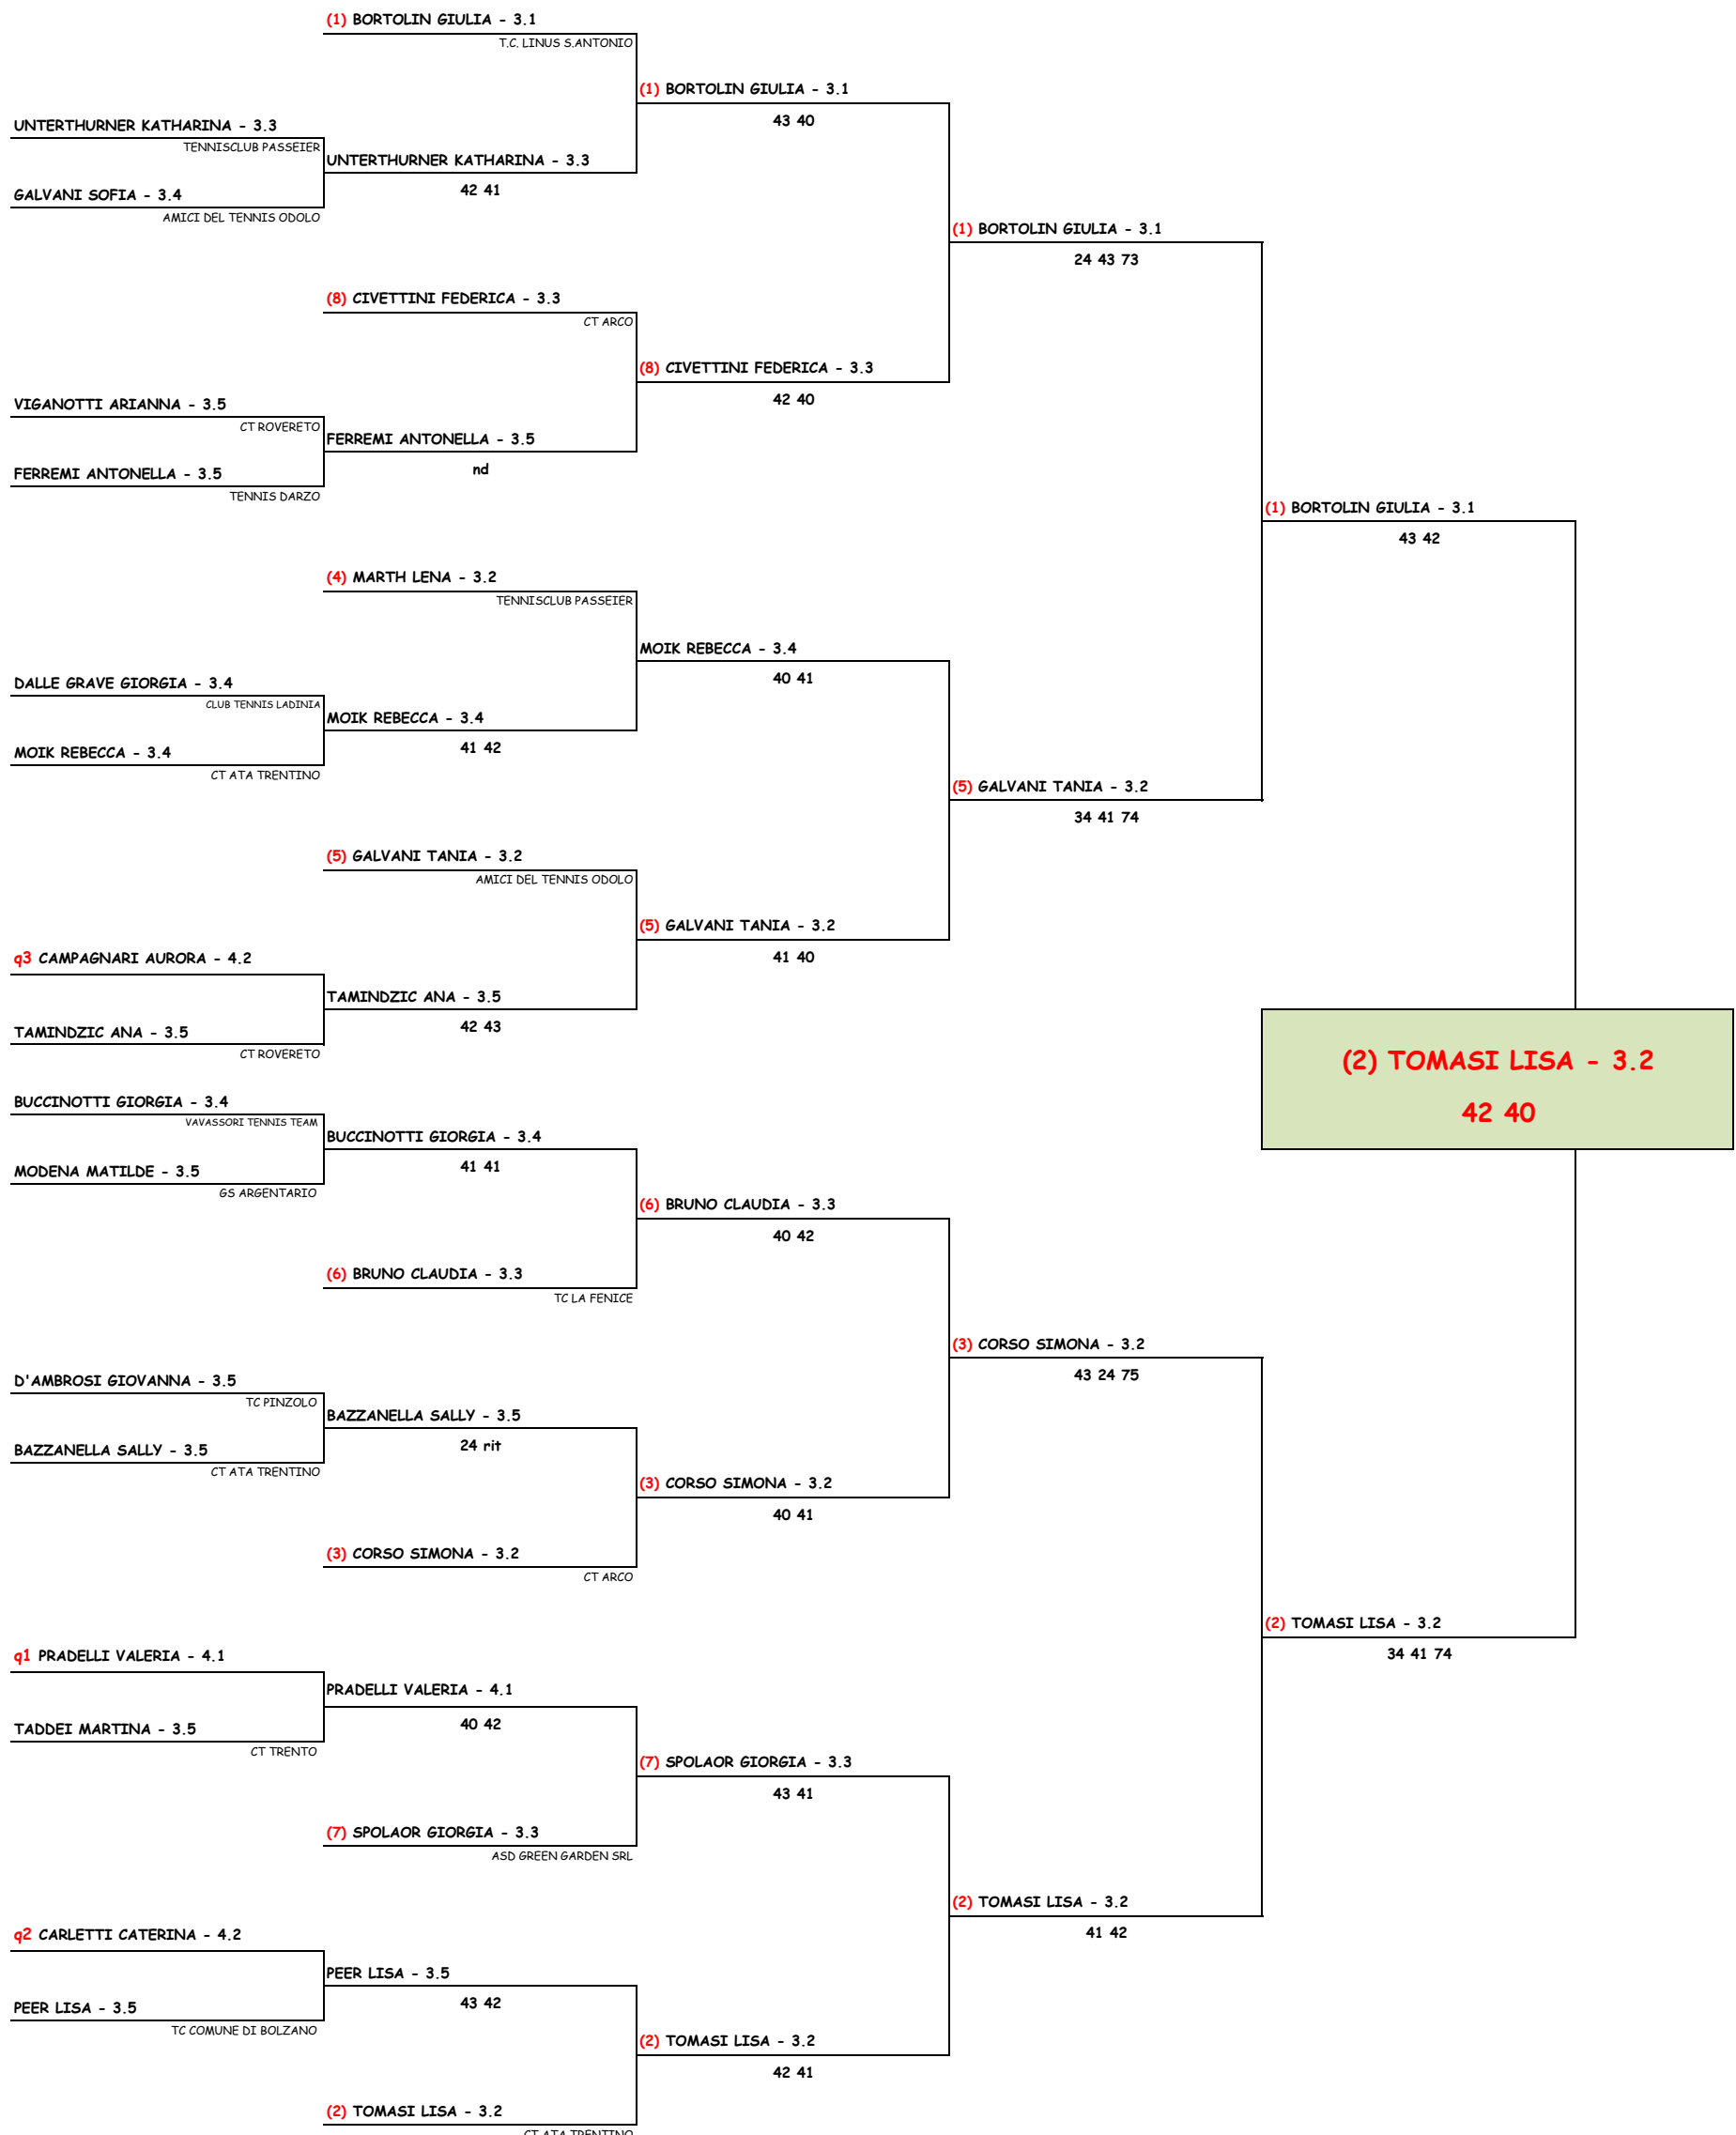 (1) BORTOLIN GIULIA - 3.1
T.C. LINUS S.ANTONIO
(1) BORTOLIN GIULIA - 3.1
43 40
UNTERTHURNER KATHARINA - 3.3
TENNISCLUB PASSEIER
UNTERTHURNER KATHARINA - 3.3
42 41
GALVANI SOFIA - 3.4
AMICI DEL TENNIS ODOLO
(1) BORTOLIN GIULIA - 3.1
24 43 73
(8) CIVETTINI FEDERICA - 3.3
CT ARCO
(8) CIVETTINI FEDERICA - 3.3
42 40
VIGANOTTI ARIANNA - 3.5
CT ROVERETO
FERREMI ANTONELLA - 3.5
nd
FERREMI ANTONELLA - 3.5
TENNIS DARZO
(1) BORTOLIN GIULIA - 3.1
43 42
(4) MARTH LENA - 3.2
TENNISCLUB PASSEIER
MOIK REBECCA - 3.4
40 41
DALLE GRAVE GIORGIA - 3.4
CLUB TENNIS LADINIA
MOIK REBECCA - 3.4
41 42
MOIK REBECCA - 3.4
CT ATA TRENTINO
(5) GALVANI TANIA - 3.2
34 41 74
(5) GALVANI TANIA - 3.2
AMICI DEL TENNIS ODOLO
(5) GALVANI TANIA - 3.2
41 40
q3 CAMPAGNARI AURORA - 4.2
TAMINDZIC ANA - 3.5
42 43
TAMINDZIC ANA - 3.5
CT ROVERETO
(2) TOMASI LISA - 3.2
42 40
BUCCINOTTI GIORGIA - 3.4
VAVASSORI TENNIS TEAM
BUCCINOTTI GIORGIA - 3.4
41 41
MODENA MATILDE - 3.5
GS ARGENTARIO
(6) BRUNO CLAUDIA - 3.3
40 42
(6) BRUNO CLAUDIA - 3.3
TC LA FENICE
(3) CORSO SIMONA - 3.2
43 24 75
D'AMBROSI GIOVANNA - 3.5
TC PINZOLO
BAZZANELLA SALLY - 3.5
24 rit
BAZZANELLA SALLY - 3.5
CT ATA TRENTINO
(3) CORSO SIMONA - 3.2
40 41
(3) CORSO SIMONA - 3.2
CT ARCO
(2) TOMASI LISA - 3.2
34 41 74
q1 PRADELLI VALERIA - 4.1
PRADELLI VALERIA - 4.1
40 42
TADDEI MARTINA - 3.5
CT TRENTO
(7) SPOLAOR GIORGIA - 3.3
43 41
(7) SPOLAOR GIORGIA - 3.3
ASD GREEN GARDEN SRL
(2) TOMASI LISA - 3.2
41 42
q2 CARLETTI CATERINA - 4.2
PEER LISA - 3.5
43 42
PEER LISA - 3.5
TC COMUNE DI BOLZANO
(2) TOMASI LISA - 3.2
42 41
(2) TOMASI LISA - 3.2
CT ATA TRENTINO